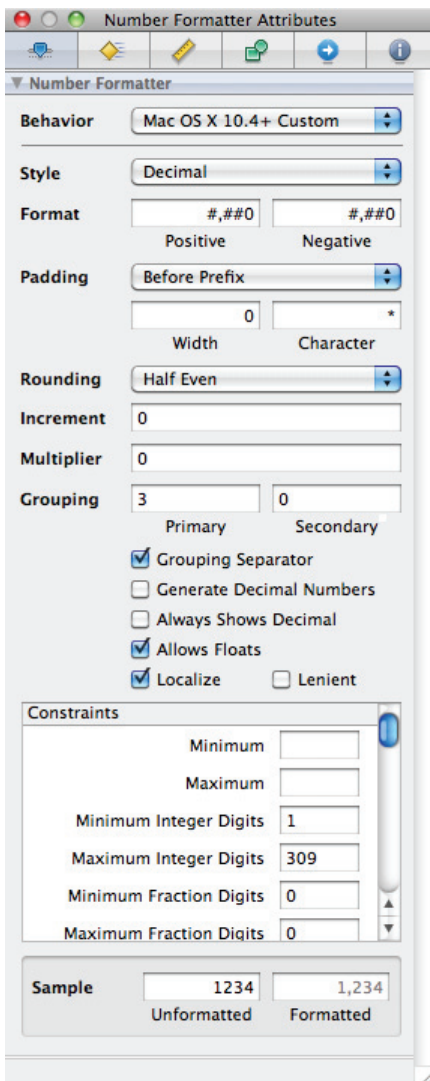 Number Formatter Attributes
Number Formatter
Behavior Mac OS X 10.4+ Custom
Style Decimal
Format #,##0 #,##0
Positive Negative
Padding Before Prefix
0 *
Width Character
Rounding Half Even
Increment 0
Multiplier 0
Grouping 3 0
Primary Secondary
Grouping Separator
Generate Decimal Numbers
Always Shows Decimal
Allows Floats
Localize Lenient
Constraints
Minimum
Maximum
Minimum Integer Digits 1
Maximum Integer Digits 309
Minimum Fraction Digits 0
Maximum Fraction Digits 0
Sample 1234 1,234
Unformatted Formatted